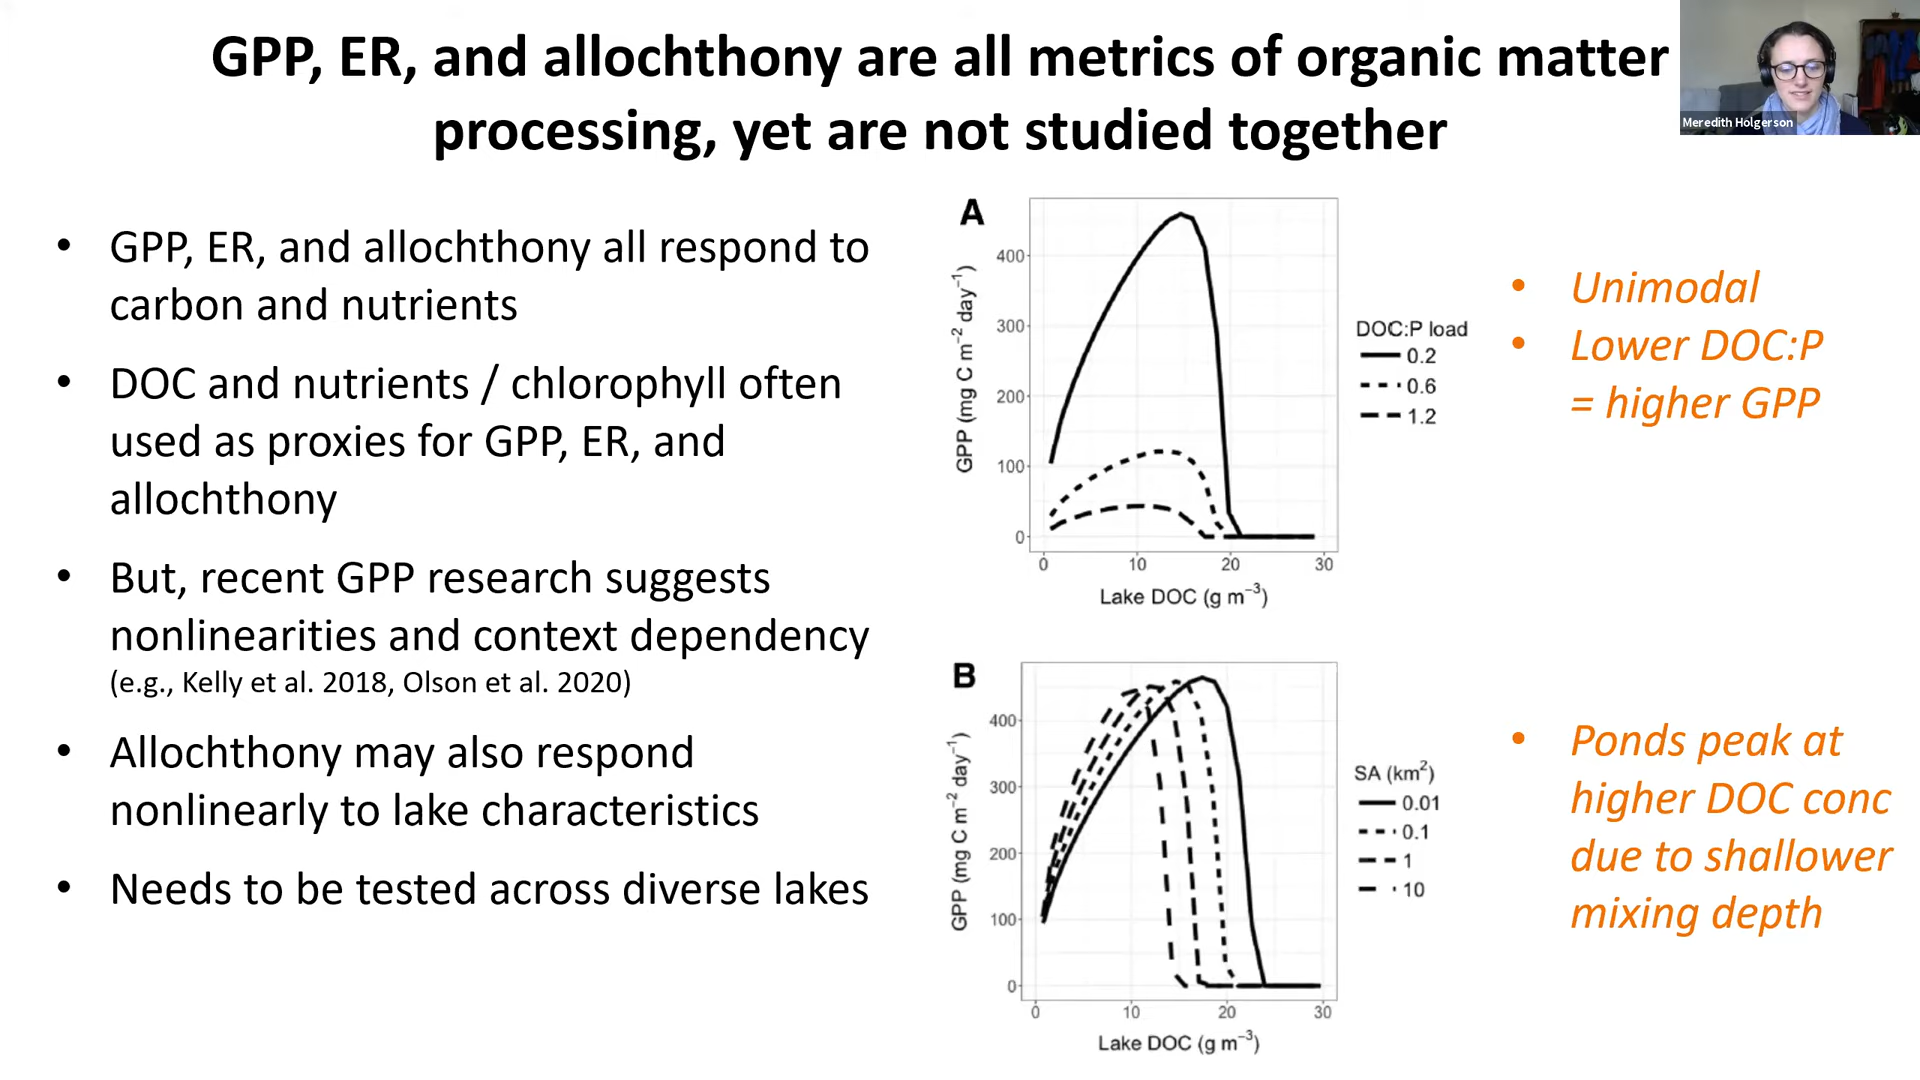 GPP, ER, and allochthony are all metrics of organic matter
processing, yet are not studied together
Meredith Holgerson
• GPP, ER, and allochthony all respond to
carbon and nutrients
• DOC and nutrients / chlorophyll often
used as proxies for GPP, ER, and
allochthony
• But, recent GPP research suggests
nonlinearities and context dependency
(e.g., Kelly et al. 2018, Olson et al. 2020)
• Allochthony may also respond
nonlinearly to lake characteristics
• Needs to be tested across diverse lakes
A
GPP (mg C m⁻² day⁻¹)
400
300
200
100
0
0 10 20 30
Lake DOC (g m⁻³)
DOC:P load
0.2
0.6
1.2
• Unimodal
• Lower DOC:P
= higher GPP
B
GPP (mg C m⁻² day⁻¹)
400
300
200
100
0
0 10 20 30
Lake DOC (g m⁻³)
SA (km²)
0.01
0.1
1
10
• Ponds peak at
higher DOC conc
due to shallower
mixing depth